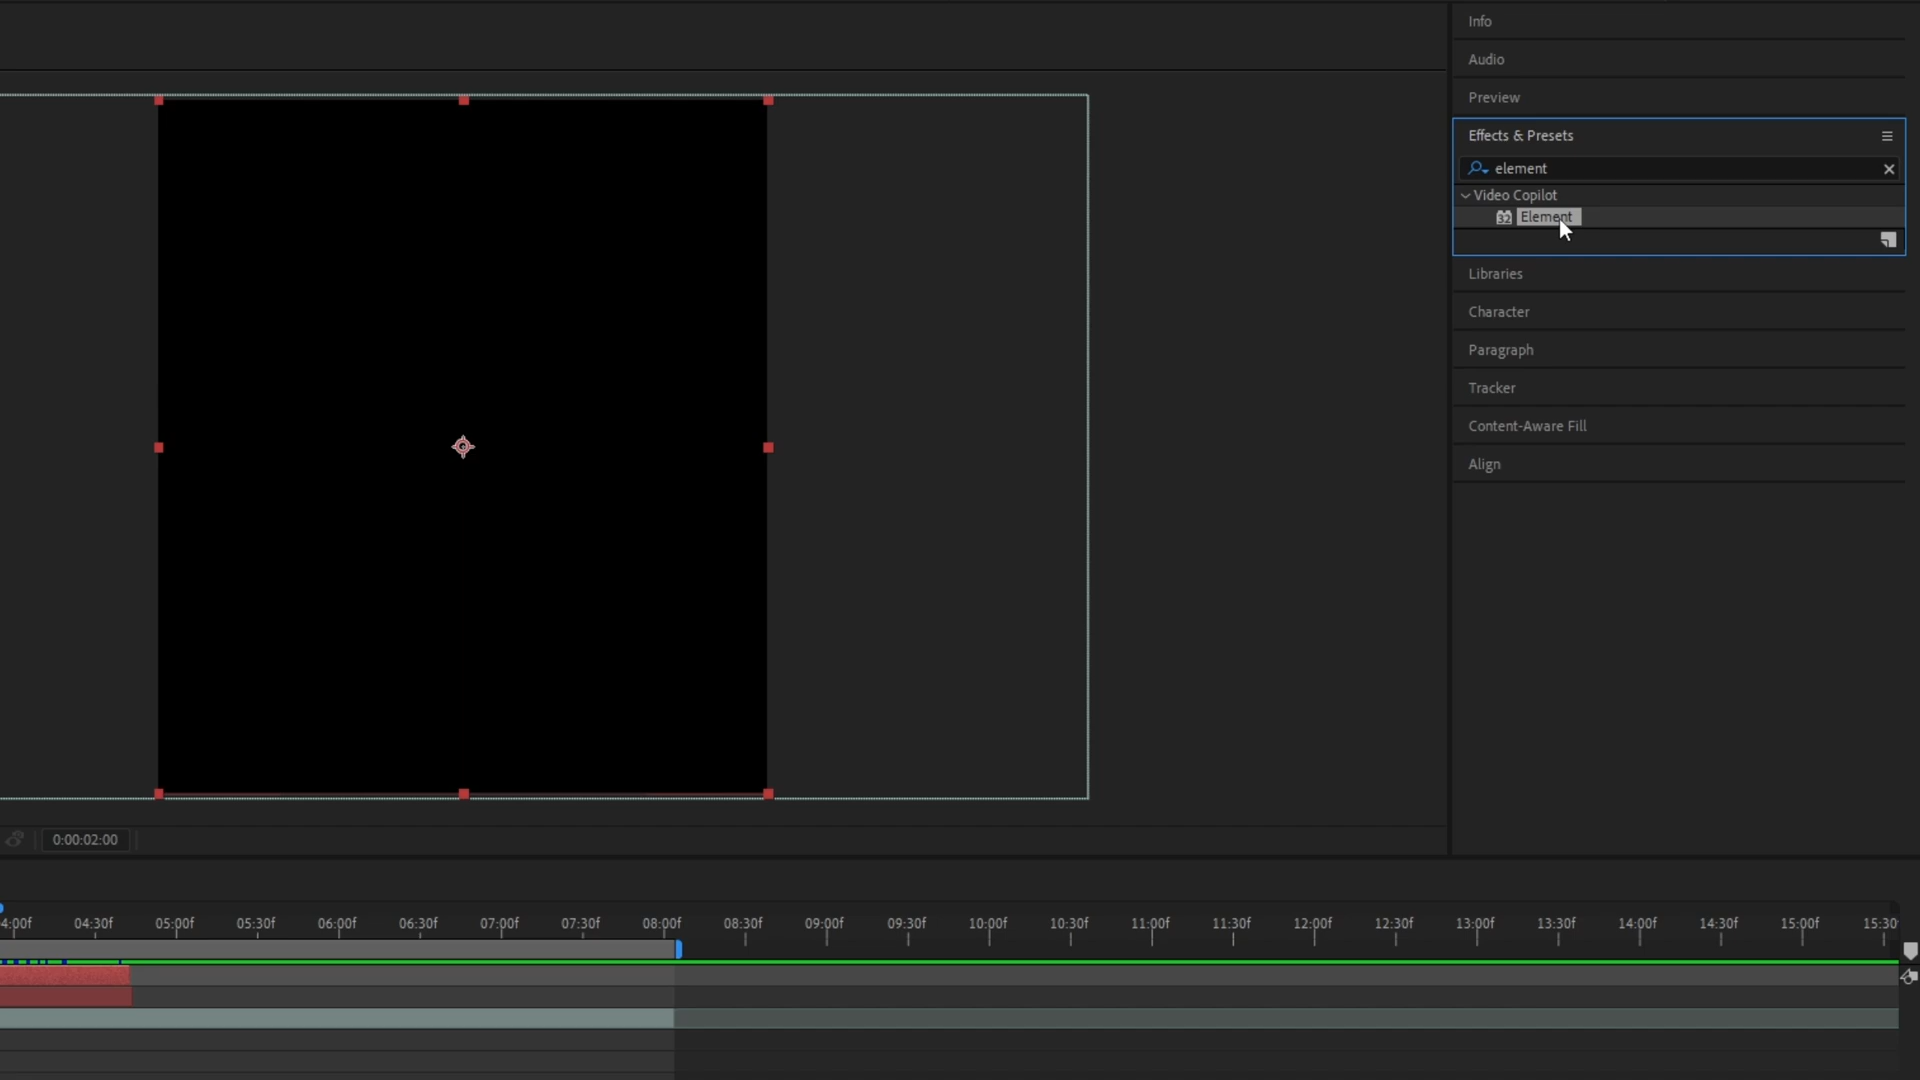 Info
Audio
Preview
Effects & Presets
element
Video Copilot
32 Element
Libraries
Character
Paragraph
Tracker
Content-Aware Fill
Align
0:00:02:00
4:00f 04:30f 05:00f 05:30f 06:00f 06:30f 07:00f 07:30f 08:00f 08:30f 09:00f 09:30f 10:00f 10:30f 11:00f 11:30f 12:00f 12:30f 13:00f 13:30f 14:00f 14:30f 15:00f 15:30